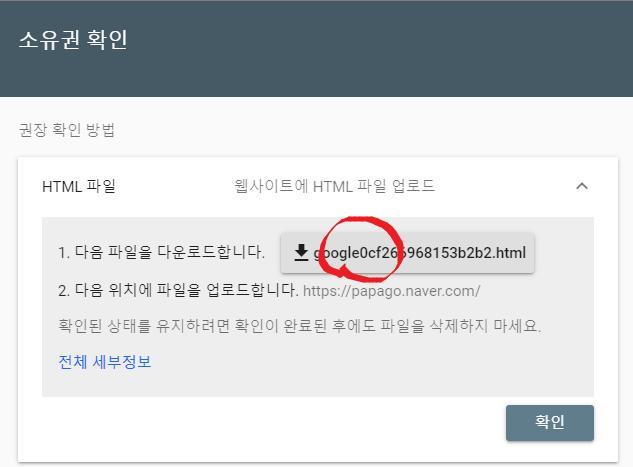 소유권 확인
권장 확인 방법
HTML 파일 웹사이트에 HTML 파일 업로드
1. 다음 파일을 다운로드합니다. google0cf266968153b2b2.html
2. 다음 위치에 파일을 업로드합니다. https://papago.naver.com/
확인된 상태를 유지하려면 확인이 완료된 후에도 파일을 삭제하지 마세요.
전체 세부정보
확인